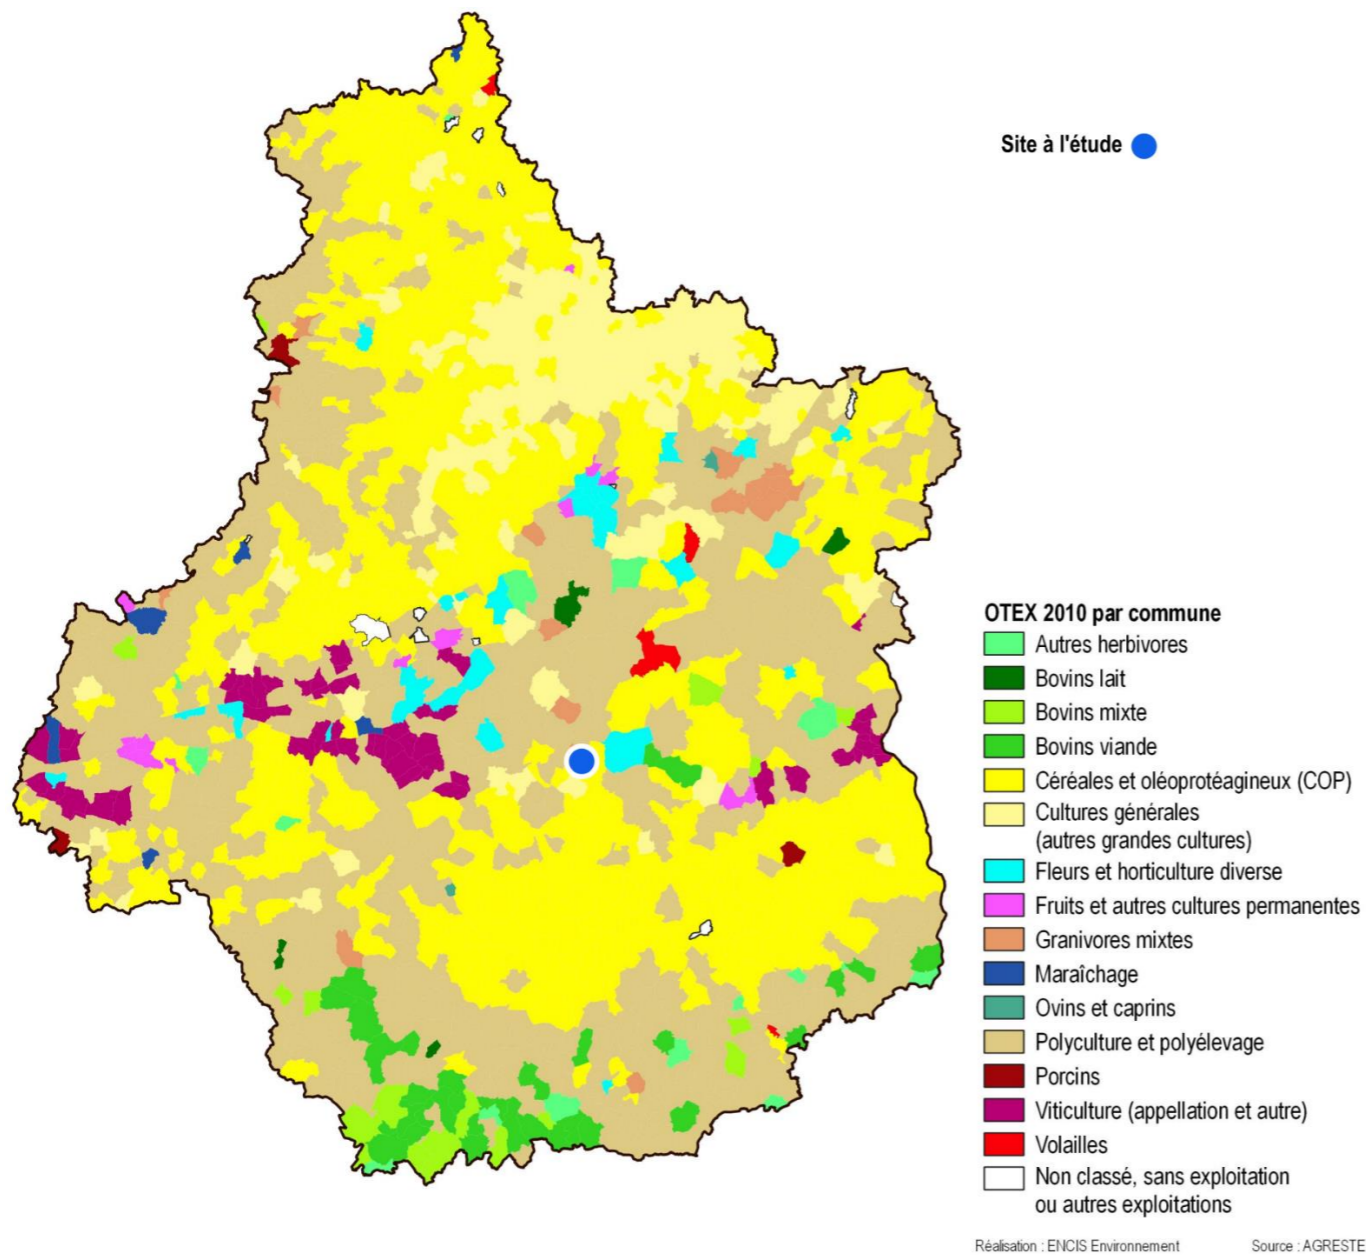 Site à l'étude
OTEX 2010 par commune
Autres herbivores
Bovins lait
Bovins mixte
Bovins viande
Céréales et oléoprotéagineux (COP)
Cultures générales
(autres grandes cultures)
Fleurs et horticulture diverse
Fruits et autres cultures permanentes
Granivores mixtes
Maraîchage
Ovins et caprins
Polyculture et polyélevage
Porcins
Viticulture (appellation et autre)
Volailles
Non classé, sans exploitation
ou autres exploitations
Réalisation : ENCIS Environnement Source : AGRESTE